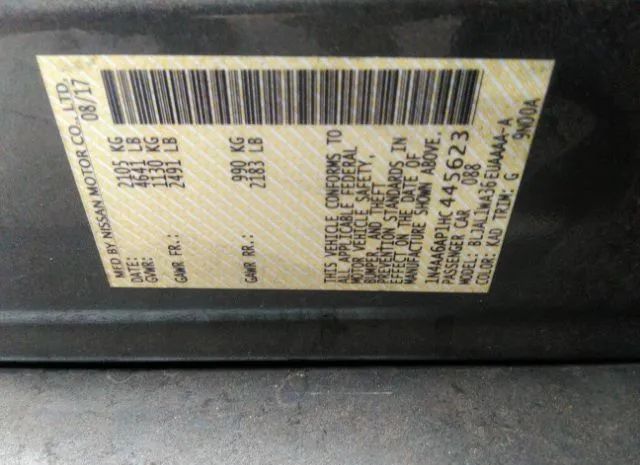 MFD BY NISSAN MOTOR CO., LTD.
DATE: 08/17
GVWR: 2105 KG
4641 LB
GAWR FR.: 1130 KG
2491 LB
GAWR RR.: 990 KG
2183 LB
THIS VEHICLE CONFORMS TO
ALL APPLICABLE FEDERAL
MOTOR VEHICLE SAFETY,
BUMPER, AND THEFT
PREVENTION STANDARDS IN
EFFECT ON THE DATE OF
MANUFACTURE SHOWN ABOVE.
1N4AA6AP1HC445623
PASSENGER CAR 088
MODEL: BLJALIWA36EUAAAA-A
COLOR: KAD TRIM: G 9N00A